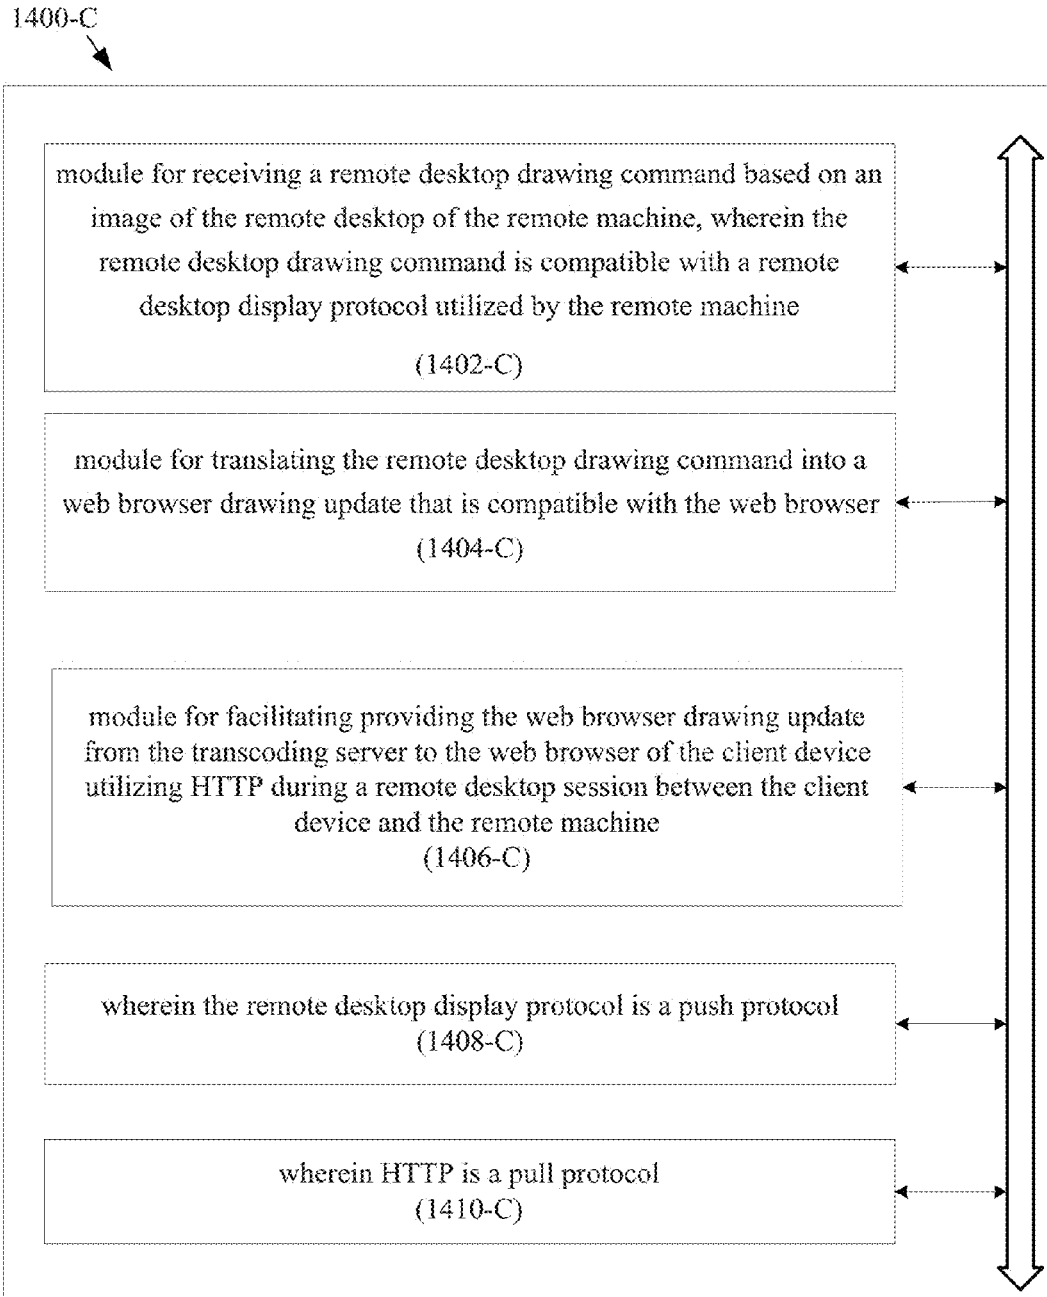 1400-C
module for receiving a remote desktop drawing command based on an
image of the remote desktop of the remote machine, wherein the
remote desktop drawing command is compatible with a remote
desktop display protocol utilized by the remote machine
(1402-C)
module for translating the remote desktop drawing command into a
web browser drawing update that is compatible with the web browser
(1404-C)
module for facilitating providing the web browser drawing update
from the transcoding server to the web browser of the client device
utilizing HTTP during a remote desktop session between the client
device and the remote machine
(1406-C)
wherein the remote desktop display protocol is a push protocol
(1408-C)
wherein HTTP is a pull protocol
(1410-C)